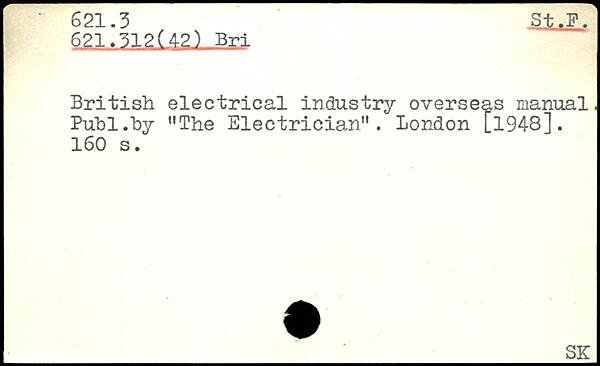 621.3 St.F.
621.312(42) Bri
British electrical industry overseas manual.
Publ.by "The Electrician". London [1948].
160 s.
SK